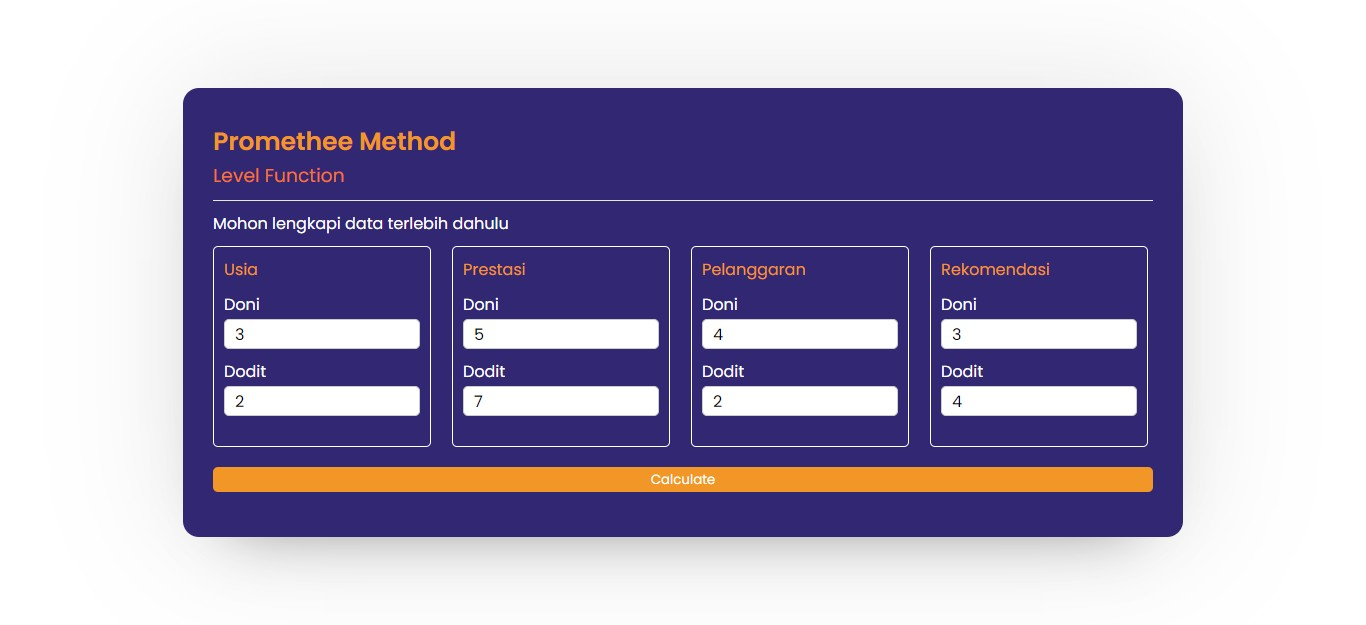 Promethee Method
Level Function
Mohon lengkapi data terlebih dahulu
Usia
Doni
3
Dodit
2
Prestasi
Doni
5
Dodit
7
Pelanggaran
Doni
4
Dodit
2
Rekomendasi
Doni
3
Dodit
4
Calculate